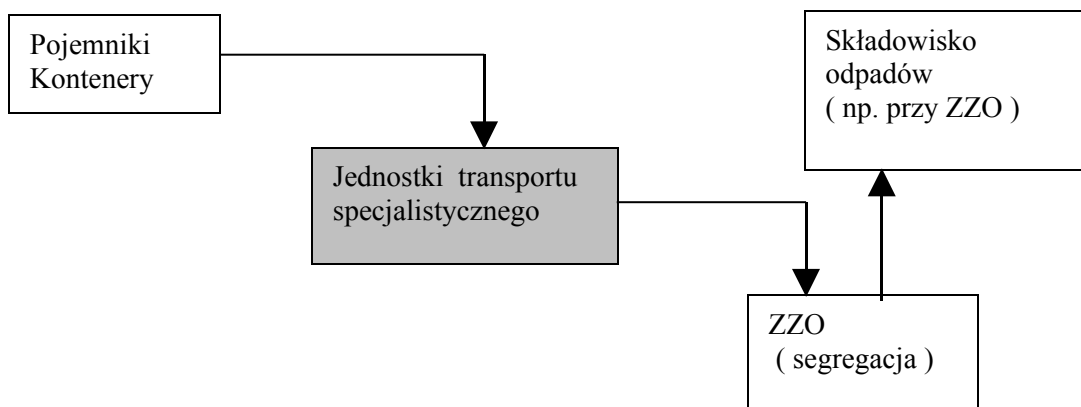 Pojemniki
Kontenery
Składowisko
odpadów
( np. przy ZZO )
Jednostki transportu
specjalistycznego
ZZO
( segregacja )